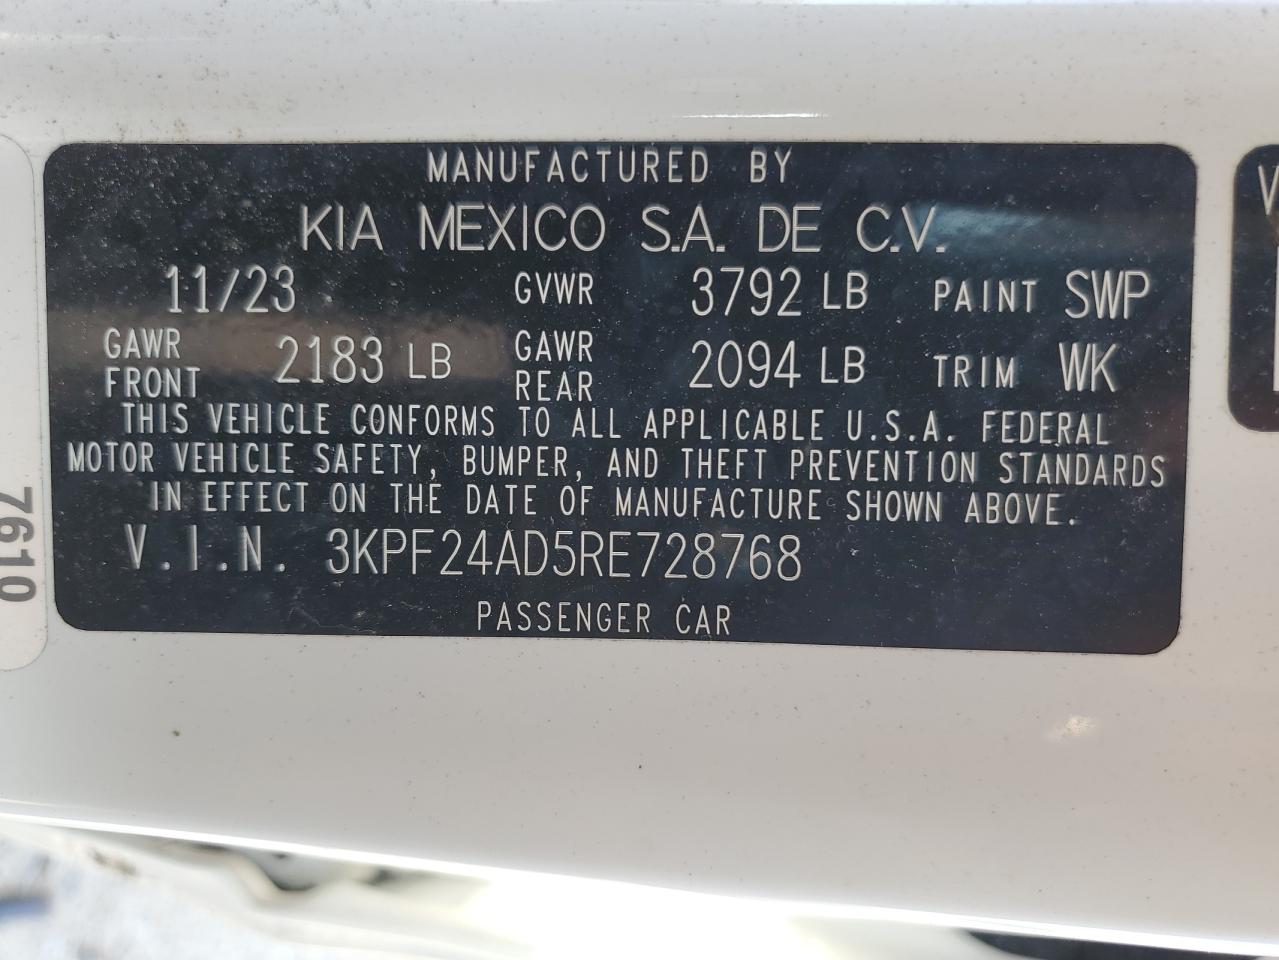 MANUFACTURED BY
KIA MEXICO S.A. DE C.V.
11/23 GVWR 3792 LB PAINT SWP
GAWR FRONT 2183 LB GAWR REAR 2094 LB TRIM WK
THIS VEHICLE CONFORMS TO ALL APPLICABLE U.S.A. FEDERAL
MOTOR VEHICLE SAFETY, BUMPER, AND THEFT PREVENTION STANDARDS
IN EFFECT ON THE DATE OF MANUFACTURE SHOWN ABOVE.
V.I.N. 3KPF24AD5RE728768
PASSENGER CAR
7610
V